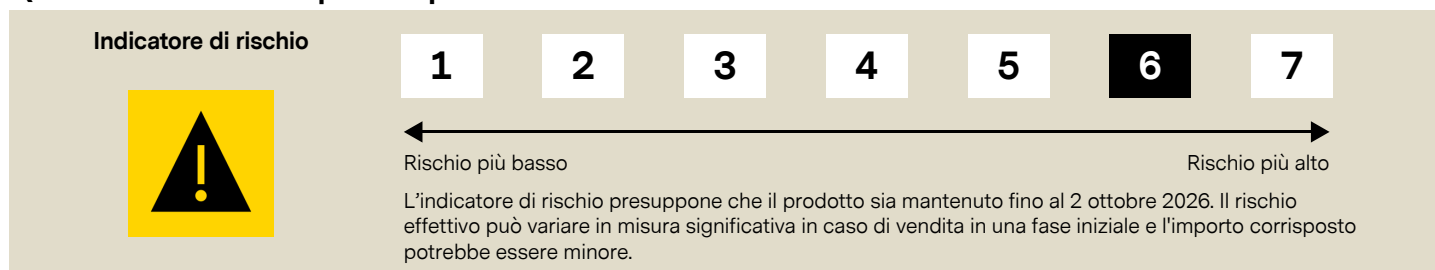 Indicatore di rischio
1 2 3 4 5 6 7
Rischio più basso Rischio più alto
L'indicatore di rischio presuppone che il prodotto sia mantenuto fino al 2 ottobre 2026. Il rischio
effettivo può variare in misura significativa in caso di vendita in una fase iniziale e l'importo corrisposto
potrebbe essere minore.